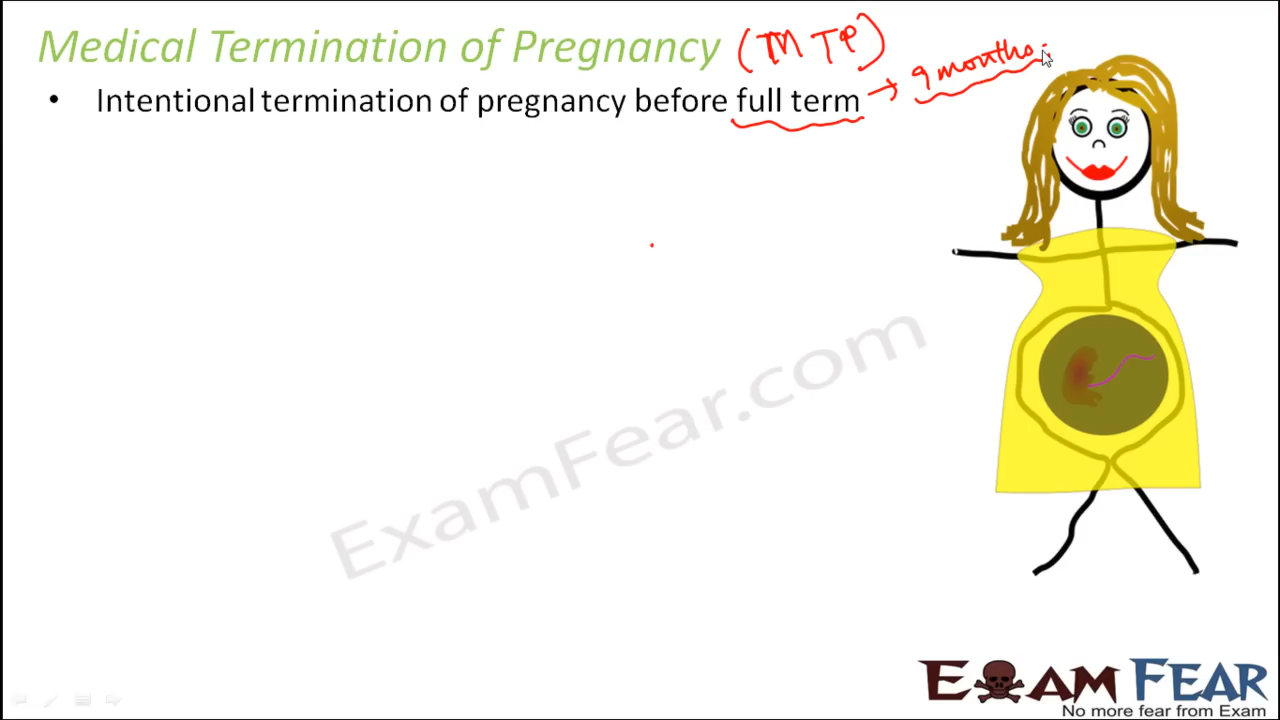 Medical Termination of Pregnancy (MTP)
• Intentional termination of pregnancy before full term → 9 months.
ExamFear.com
EXAM FEAR
No more fear from Exam